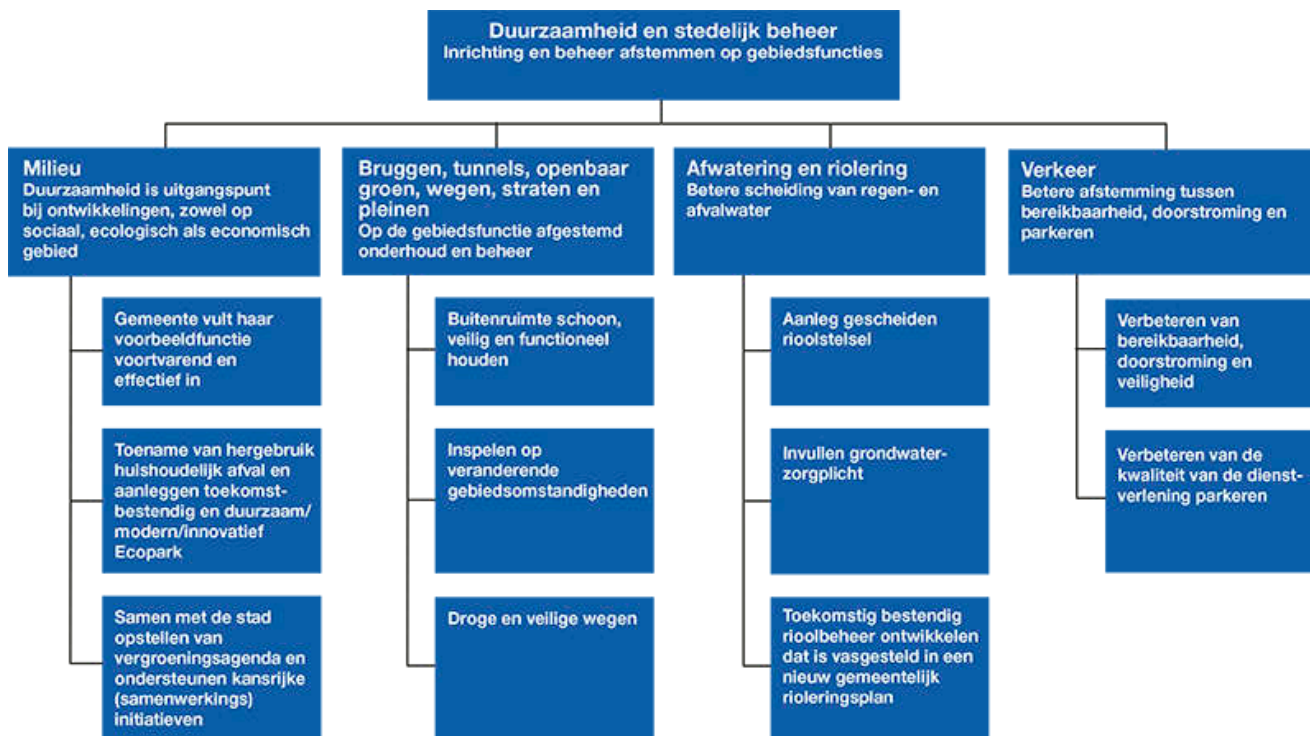 Duurzaamheid en stedelijk beheer
Inrichting en beheer afstemmen op gebiedsfuncties
Milieu
Duurzaamheid is uitgangspunt
bij ontwikkelingen, zowel op
sociaal, ecologisch als economisch
gebied
Gemeente vult haar
voorbeeldfunctie
voortvarend en
effectief in
Toename van hergebruik
huishoudelijk afval en
aanleggen toekomst-
bestendig en duurzaam/
modern/innovatief
Ecopark
Samen met de stad
opstellen van
vergroeningsagenda en
ondersteunen kansrijke
(samenwerkings)
initiatieven
Bruggen, tunnels, openbaar
groen, wegen, straten en
pleinen
Op de gebiedsfunctie afgestemd
onderhoud en beheer
Buitenruimte schoon,
veilig en functioneel
houden
Inspelen op
veranderende
gebiedsomstandigheden
Droge en veilige wegen
Afwatering en riolering
Betere scheiding van regen- en
afvalwater
Aanleg gescheiden
rioolstelsel
Invullen grondwater-
zorgplicht
Toekomstig bestendig
rioolbeheer ontwikkelen
dat is vasgesteld in een
nieuw gemeentelijk
rioleringsplan
Verkeer
Betere afstemming tussen
bereikbaarheid, doorstroming en
parkeren
Verbeteren van
bereikbaarheid,
doorstroming en
veiligheid
Verbeteren van de
kwaliteit van de dienst-
verlening parkeren